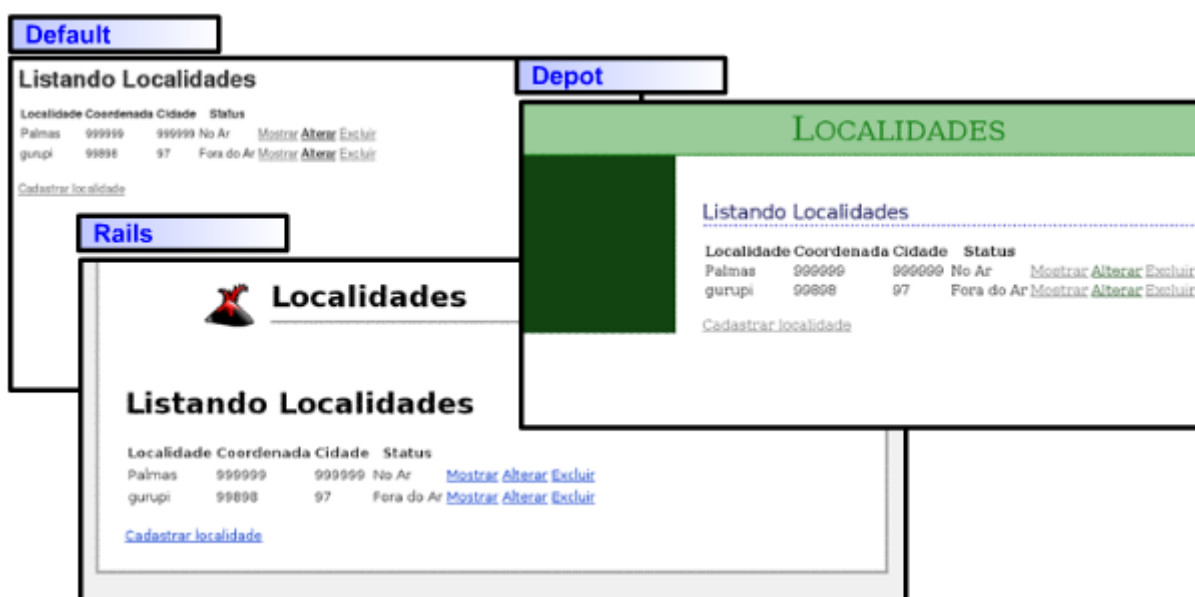 Default
Listando Localidades
Localidade Coordenada Cidade Status
Palmas 999999 999999 No Ar Mostrar Alterar Excluir
gurupi 99898 97 Fora do Ar Mostrar Alterar Excluir
Cadastrar localidade
Depot
LOCALIDADES
Listando Localidades
Localidade Coordenada Cidade Status
Palmas 999999 999999 No Ar Mostrar Alterar Excluir
gurupi 99898 97 Fora do Ar Mostrar Alterar Excluir
Cadastrar localidade
Rails
Localidades
Listando Localidades
Localidade Coordenada Cidade Status
Palmas 999999 999999 No Ar Mostrar Alterar Excluir
gurupi 99898 97 Fora do Ar Mostrar Alterar Excluir
Cadastrar localidade